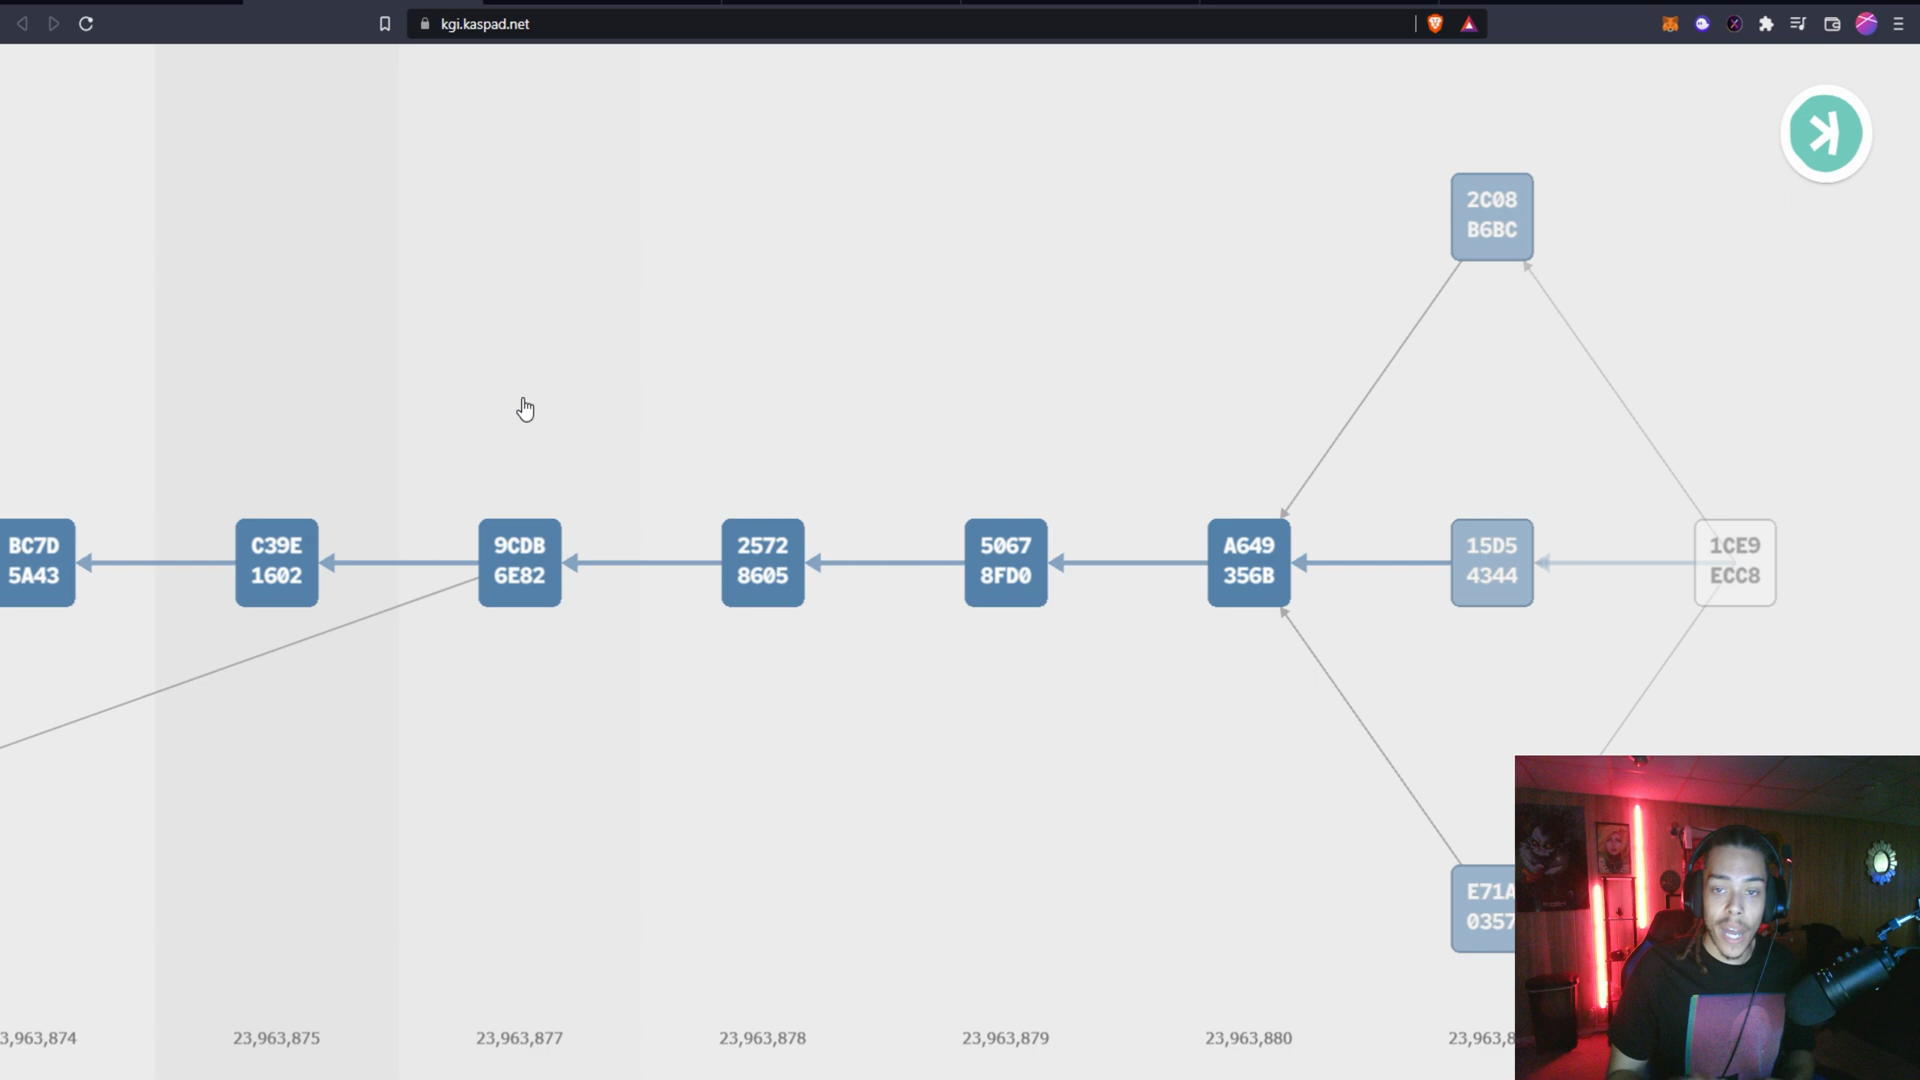 kgi.kaspad.net
2C08
B6BC
BC7D
5A43
C39E
1602
9CDB
6E82
2572
8605
5067
8FD0
A649
356B
15D5
4344
1CE9
ECC8
E71A
0357
3,963,874
23,963,875
23,963,877
23,963,878
23,963,879
23,963,880
23,963,8